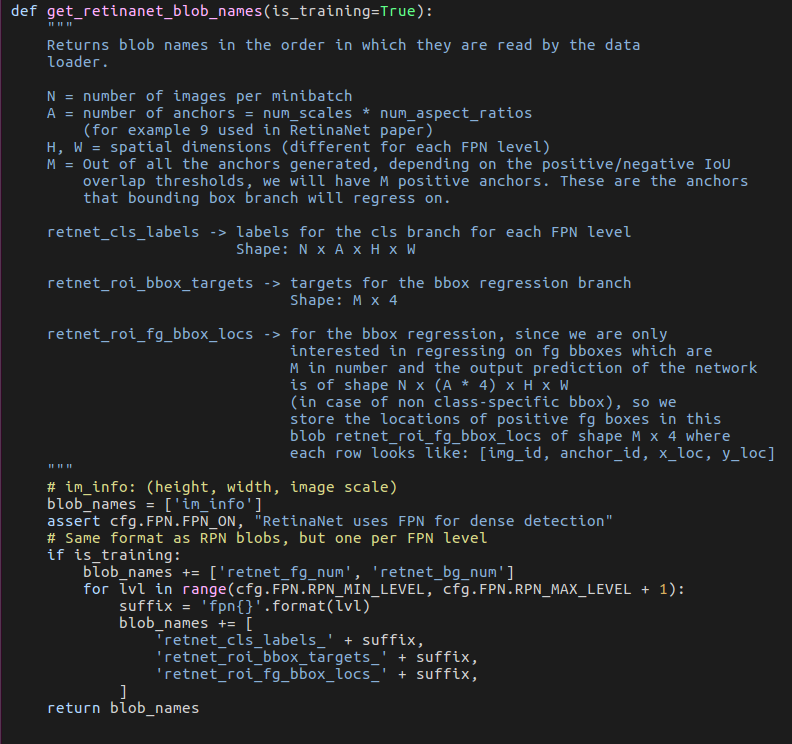 def get_retinanet_blob_names(is_training=True):
    """
    Returns blob names in the order in which they are read by the data
    loader.

    N = number of images per minibatch
    A = number of anchors = num_scales * num_aspect_ratios
        (for example 9 used in RetinaNet paper)
    H, W = spatial dimensions (different for each FPN level)
    M = Out of all the anchors generated, depending on the positive/negative IoU
        overlap thresholds, we will have M positive anchors. These are the anchors
        that bounding box branch will regress on.

    retnet_cls_labels -> labels for the cls branch for each FPN level
                         Shape: N x A x H x W

    retnet_roi_bbox_targets -> targets for the bbox regression branch
                               Shape: M x 4

    retnet_roi_fg_bbox_locs -> for the bbox regression, since we are only
                               interested in regressing on fg bboxes which are
                               M in number and the output prediction of the network
                               is of shape N x (A * 4) x H x W
                               (in case of non class-specific bbox), so we
                               store the locations of positive fg boxes in this
                               blob retnet_roi_fg_bbox_locs of shape M x 4 where
                               each row looks like: [img_id, anchor_id, x_loc, y_loc]
    """
    # im_info: (height, width, image scale)
    blob_names = ['im_info']
    assert cfg.FPN.FPN_ON, "RetinaNet uses FPN for dense detection"
    # Same format as RPN blobs, but one per FPN level
    if is_training:
        blob_names += ['retnet_fg_num', 'retnet_bg_num']
        for lvl in range(cfg.FPN.RPN_MIN_LEVEL, cfg.FPN.RPN_MAX_LEVEL + 1):
            suffix = 'fpn{}'.format(lvl)
            blob_names += [
                'retnet_cls_labels_' + suffix,
                'retnet_roi_bbox_targets_' + suffix,
                'retnet_roi_fg_bbox_locs_' + suffix,
            ]
    return blob_names